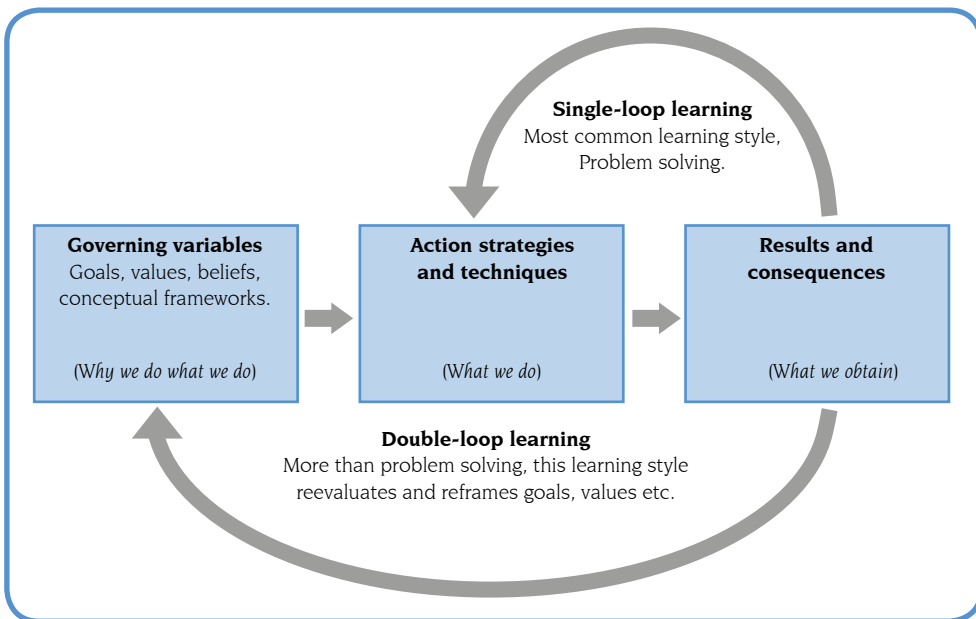 Single-loop learning
Most common learning style,
Problem solving.
Governing variables
Goals, values, beliefs,
conceptual frameworks.
(Why we do what we do)
Action strategies
and techniques
(What we do)
Results and
consequences
(What we obtain)
Double-loop learning
More than problem solving, this learning style
reevaluates and reframes goals, values etc.